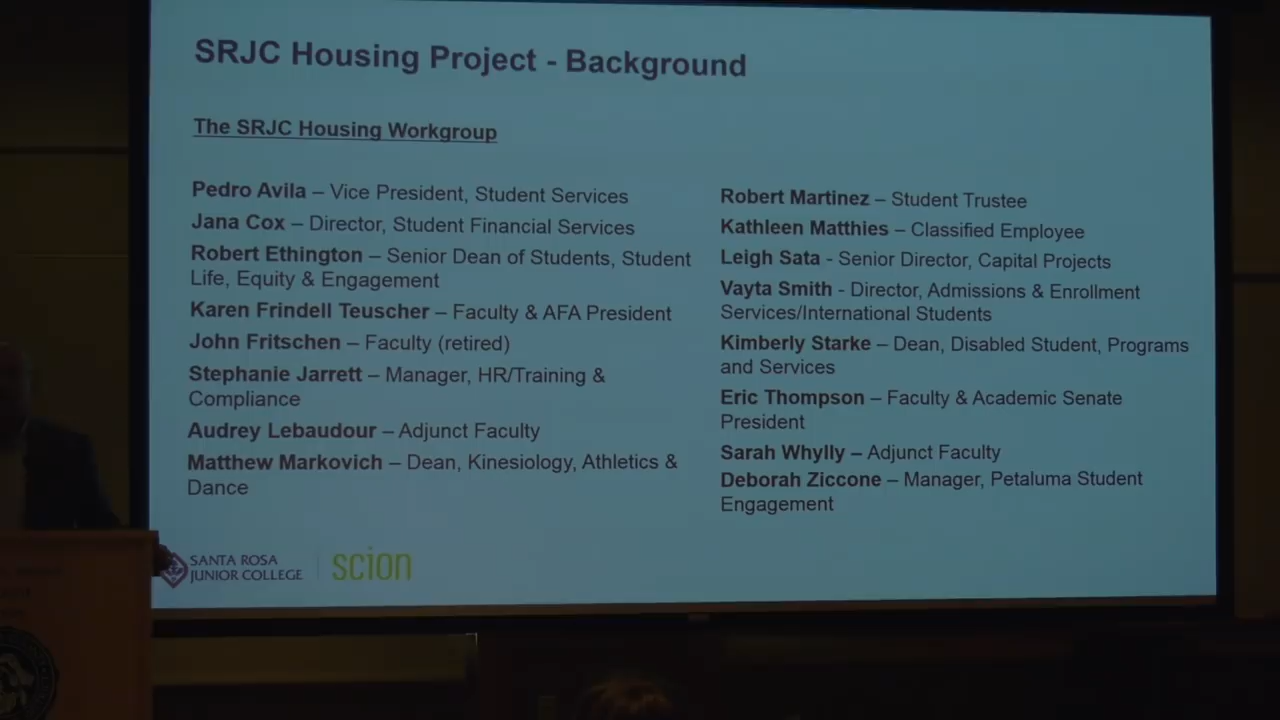 SRJC Housing Project - Background
The SRJC Housing Workgroup
Pedro Avila – Vice President, Student Services
Jana Cox – Director, Student Financial Services
Robert Ethington – Senior Dean of Students, Student
Life, Equity & Engagement
Karen Frindell Teuscher – Faculty & AFA President
John Fritschen – Faculty (retired)
Stephanie Jarrett – Manager, HR/Training &
Compliance
Audrey Lebaudour – Adjunct Faculty
Matthew Markovich – Dean, Kinesiology, Athletics &
Dance
Robert Martinez – Student Trustee
Kathleen Matthies – Classified Employee
Leigh Sata - Senior Director, Capital Projects
Vayta Smith - Director, Admissions & Enrollment
Services/International Students
Kimberly Starke – Dean, Disabled Student, Programs
and Services
Eric Thompson – Faculty & Academic Senate
President
Sarah Whylly – Adjunct Faculty
Deborah Ziccone – Manager, Petaluma Student
Engagement
SANTA ROSA
JUNIOR COLLEGE
scion